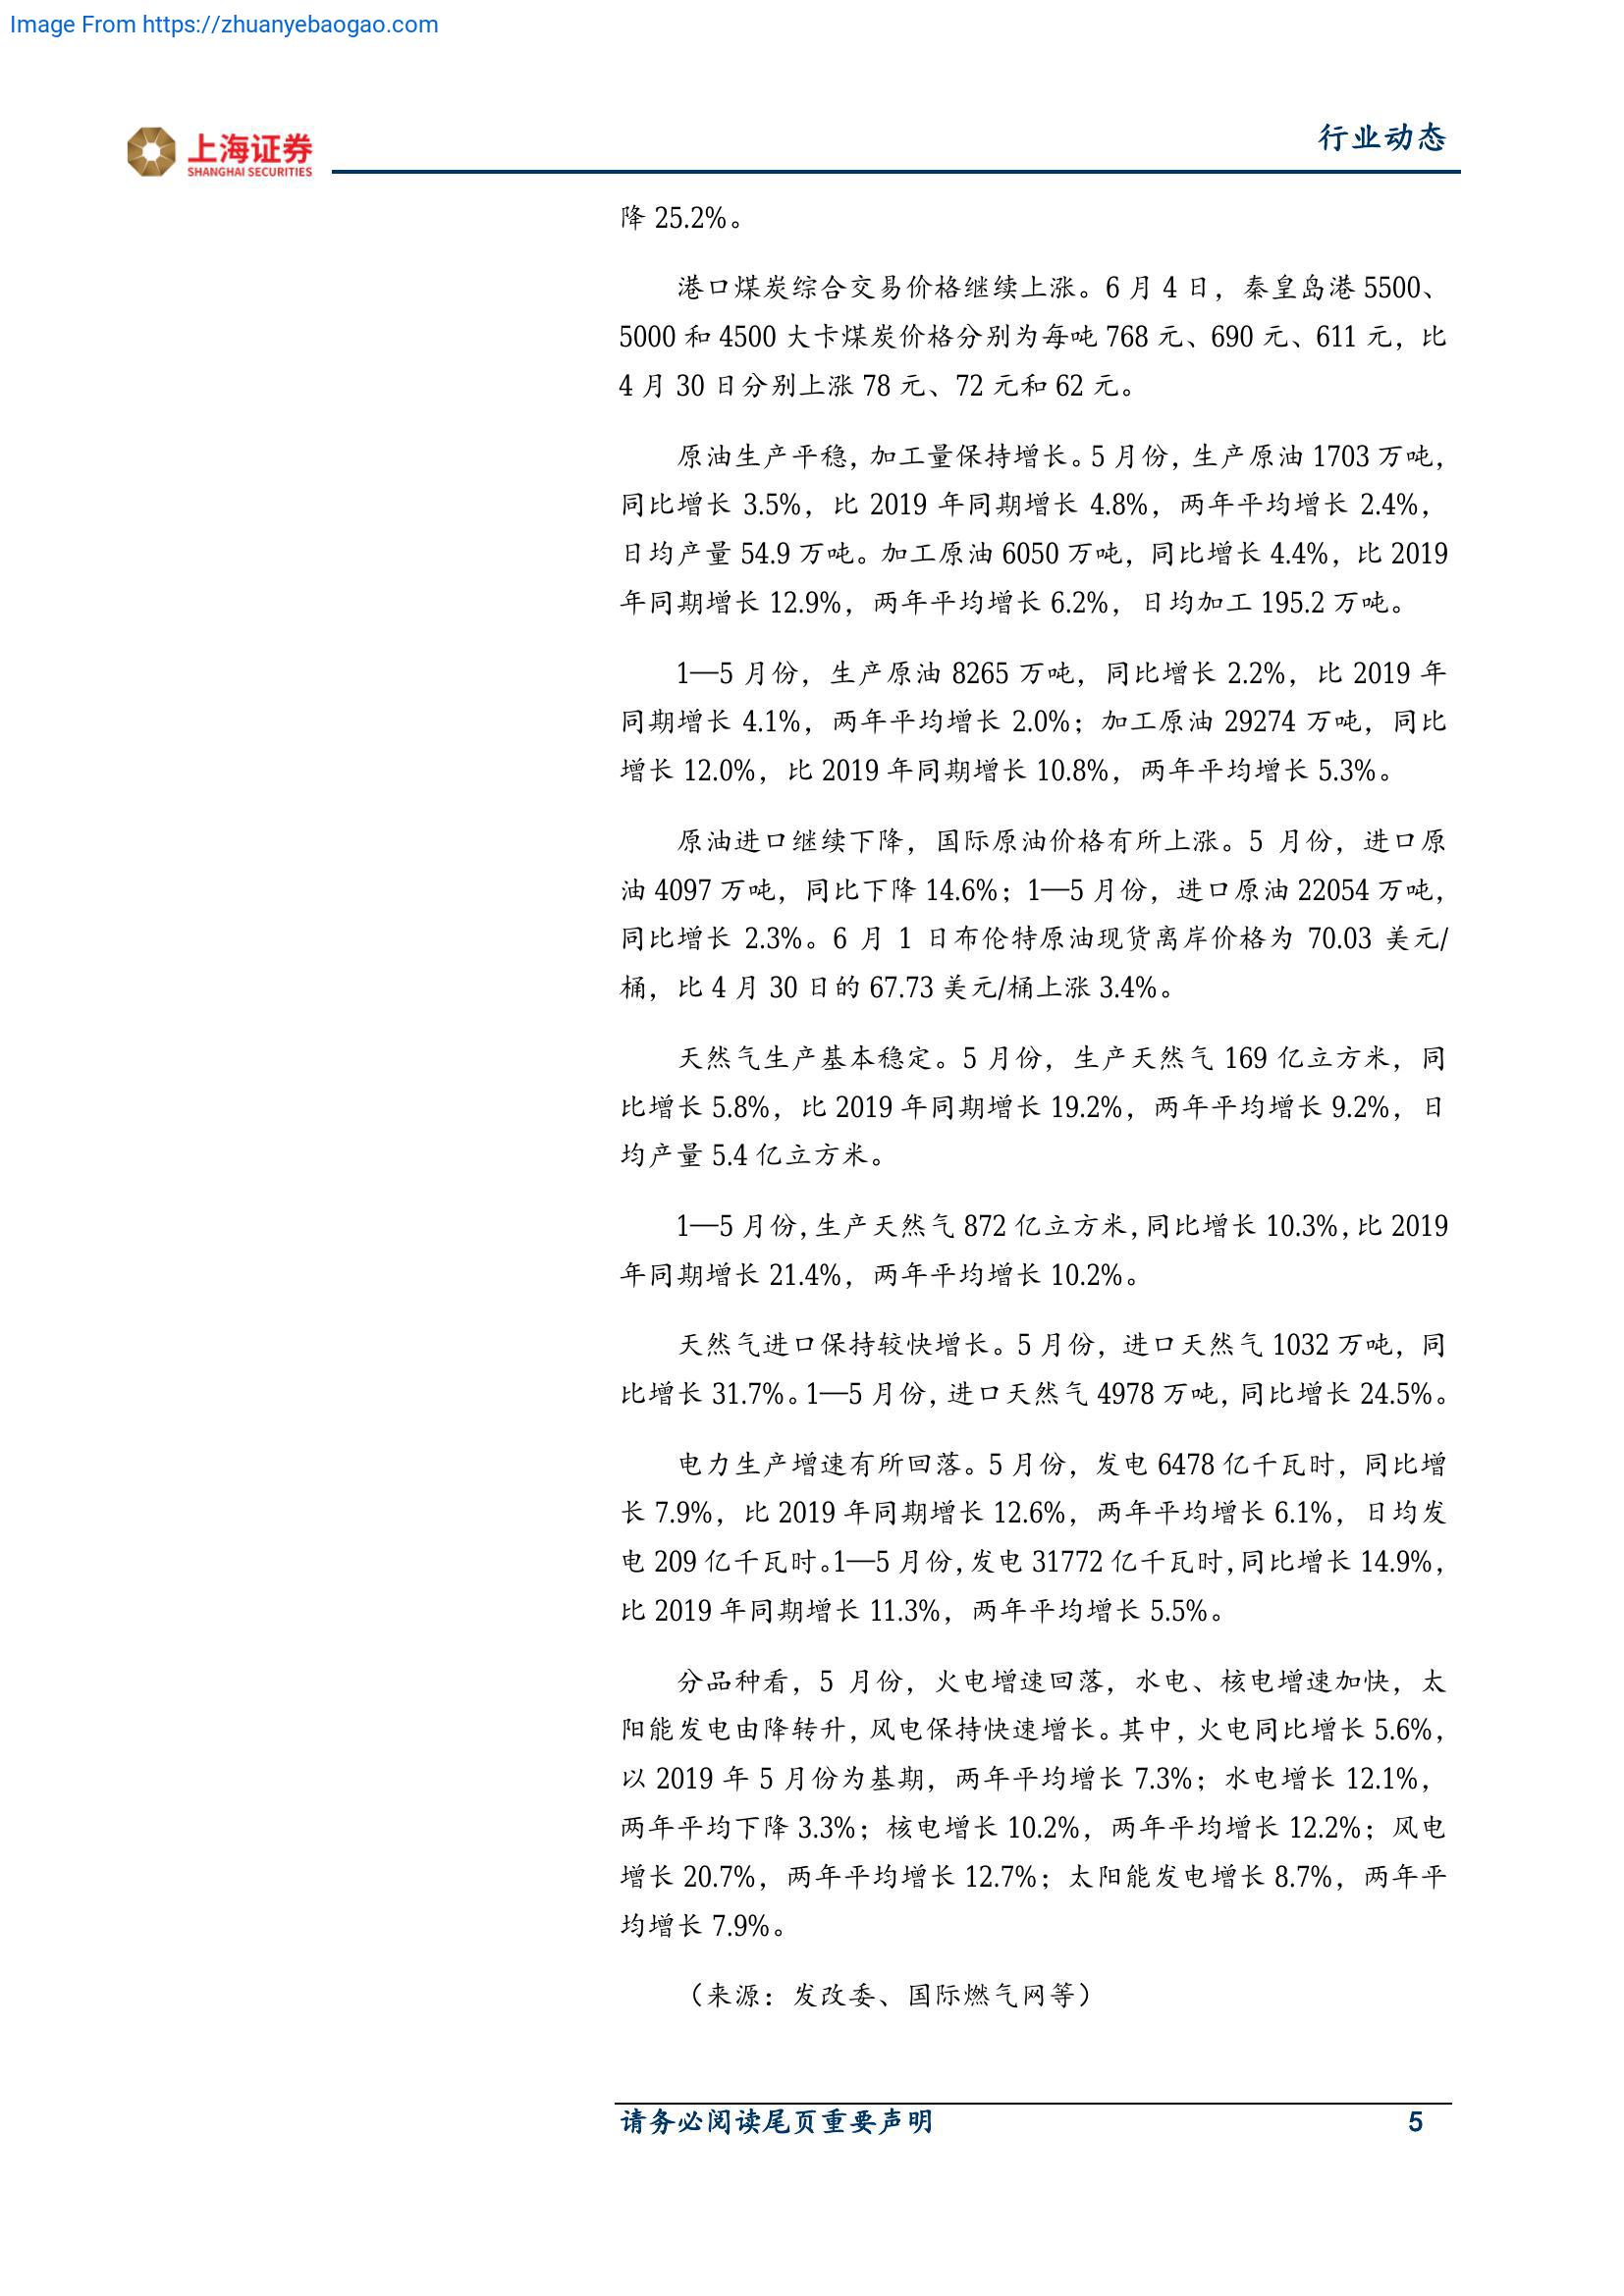 Image From https://zhuanyebaogao.com
上海证券
SHANGHAI SECURITIES
行业动态
降 25.2%。
港口煤炭综合交易价格继续上涨。6 月 4 日，秦皇岛港 5500、
5000 和 4500 大卡煤炭价格分别为每吨 768 元、690 元、611 元，比
4 月 30 日分别上涨 78 元、72 元和 62 元。
原油生产平稳，加工量保持增长。5 月份，生产原油 1703 万吨，
同比增长 3.5%，比 2019 年同期增长 4.8%，两年平均增长 2.4%，
日均产量 54.9 万吨。加工原油 6050 万吨，同比增长 4.4%，比 2019
年同期增长 12.9%，两年平均增长 6.2%，日均加工 195.2 万吨。
1—5 月份，生产原油 8265 万吨，同比增长 2.2%，比 2019 年
同期增长 4.1%，两年平均增长 2.0%；加工原油 29274 万吨，同比
增长 12.0%，比 2019 年同期增长 10.8%，两年平均增长 5.3%。
原油进口继续下降，国际原油价格有所上涨。5 月份，进口原
油 4097 万吨，同比下降 14.6%；1—5 月份，进口原油 22054 万吨，
同比增长 2.3%。6 月 1 日布伦特原油现货离岸价格为 70.03 美元/
桶，比 4 月 30 日的 67.73 美元/桶上涨 3.4%。
天然气生产基本稳定。5 月份，生产天然气 169 亿立方米，同
比增长 5.8%，比 2019 年同期增长 19.2%，两年平均增长 9.2%，日
均产量 5.4 亿立方米。
1—5 月份，生产天然气 872 亿立方米，同比增长 10.3%，比 2019
年同期增长 21.4%，两年平均增长 10.2%。
天然气进口保持较快增长。5 月份，进口天然气 1032 万吨，同
比增长 31.7%。1—5 月份，进口天然气 4978 万吨，同比增长 24.5%。
电力生产增速有所回落。5 月份，发电 6478 亿千瓦时，同比增
长 7.9%，比 2019 年同期增长 12.6%，两年平均增长 6.1%，日均发
电 209 亿千瓦时。1—5 月份，发电 31772 亿千瓦时，同比增长 14.9%，
比 2019 年同期增长 11.3%，两年平均增长 5.5%。
分品种看，5 月份，火电增速回落，水电、核电增速加快，太
阳能发电由降转升，风电保持快速增长。其中，火电同比增长 5.6%，
以 2019 年 5 月份为基期，两年平均增长 7.3%；水电增长 12.1%，
两年平均下降 3.3%；核电增长 10.2%，两年平均增长 12.2%；风电
增长 20.7%，两年平均增长 12.7%；太阳能发电增长 8.7%，两年平
均增长 7.9%。
（来源：发改委、国际燃气网等）
请务必阅读尾页重要声明 5